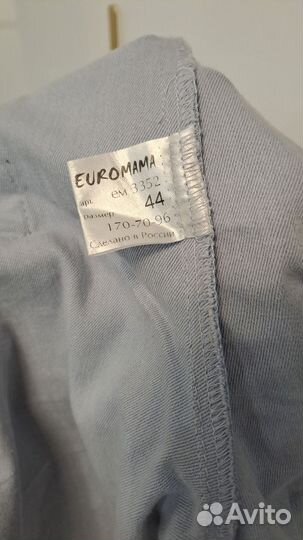 EUROMAMA
арт. ем 3352
размер 44
170-70-96
Сделано в России
Avito